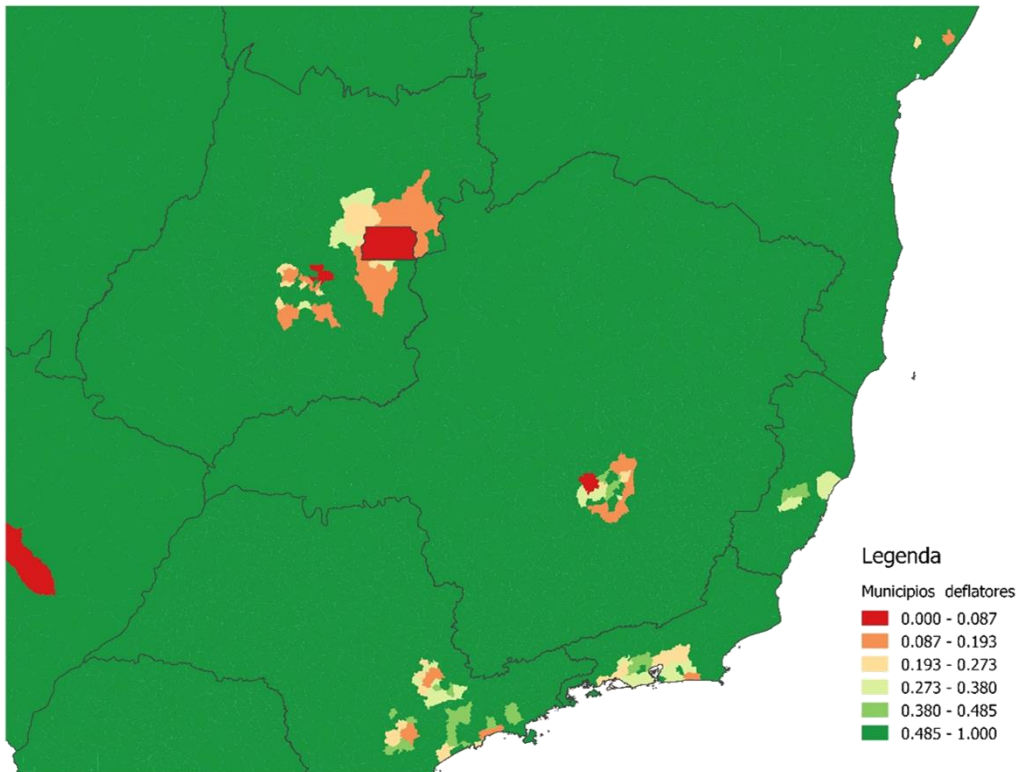 Legenda
Municipios deflatores
0.000 - 0.087
0.087 - 0.193
0.193 - 0.273
0.273 - 0.380
0.380 - 0.485
0.485 - 1.000